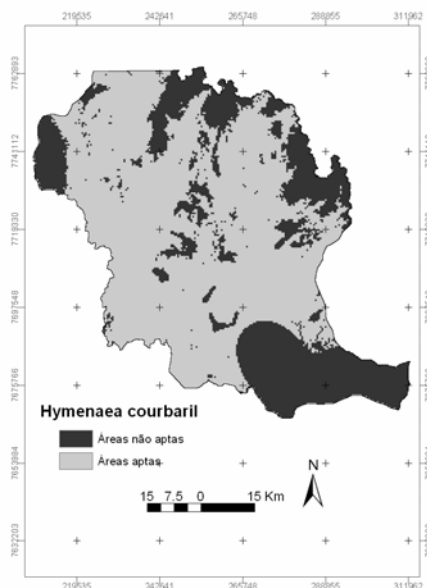 219535 242641 265748 288855 311962
7762893
7741112
7719330
7697548
7675766
Hymenaea courbaril
Áreas não aptas
Áreas aptas
7653984
N
15 7.5 0 15 Km
7632203
219535 242641 265748 288855 311962